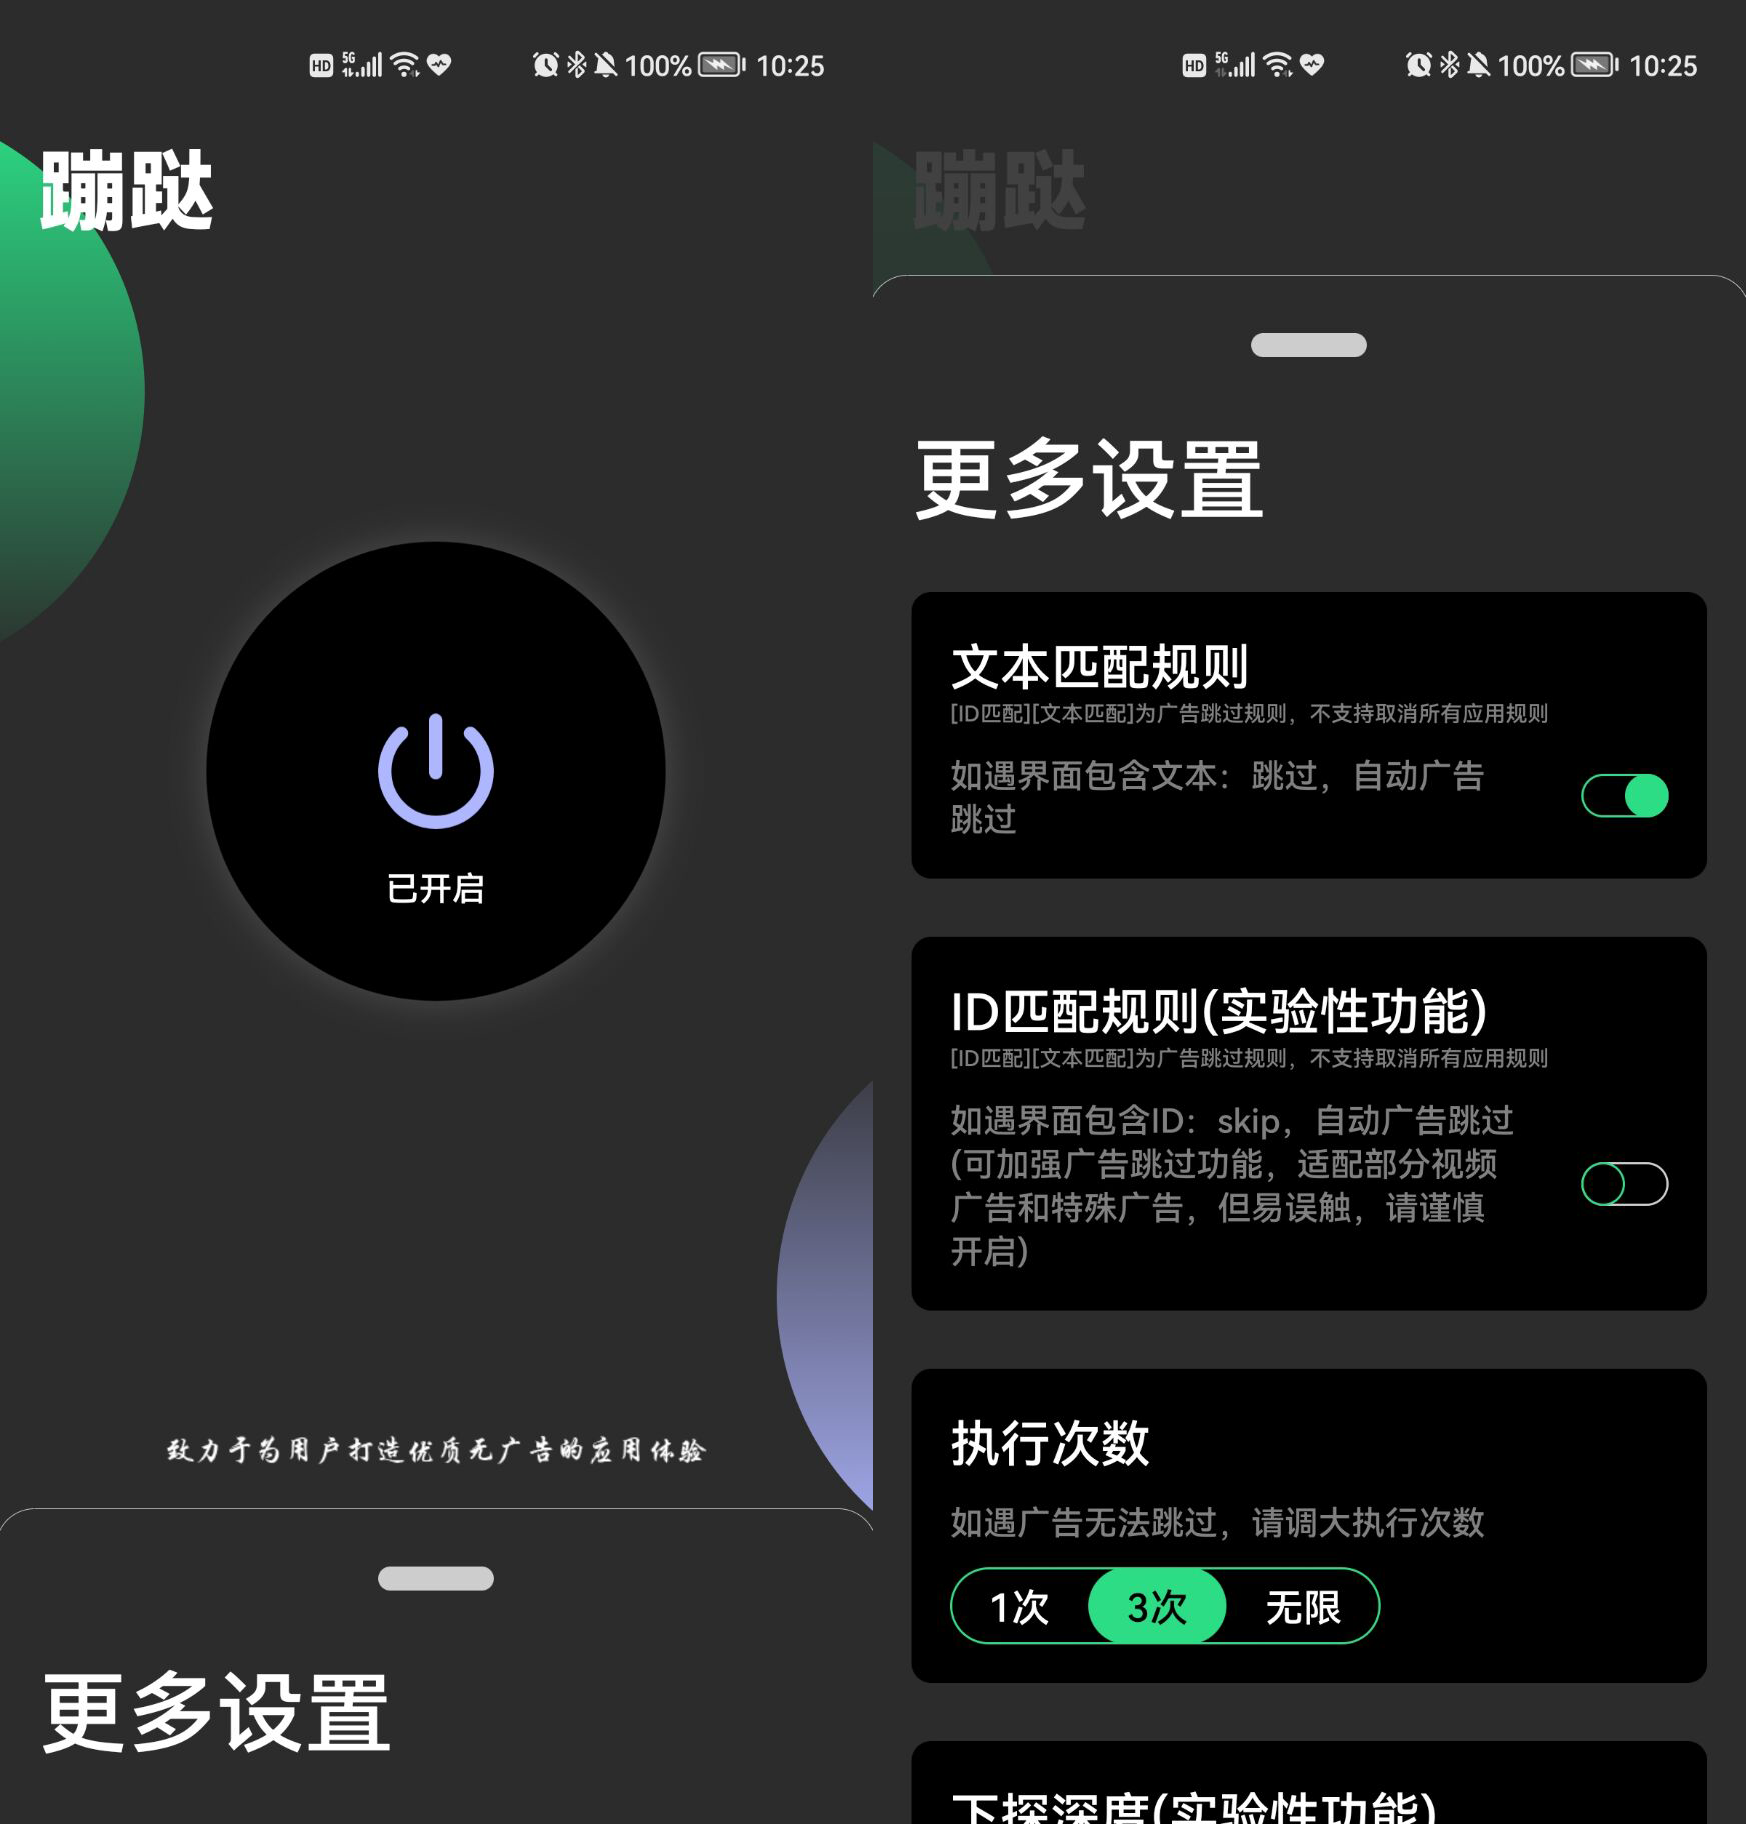 HD 5G 100% 10:25
蹦跶
已开启
致力于为用户打造优质无广告的应用体验
更多设置
HD 5G 100% 10:25
蹦跶
更多设置
文本匹配规则
[ID匹配][文本匹配]为广告跳过规则，不支持取消所有应用规则
如遇界面包含文本：跳过，自动广告
跳过
ID匹配规则(实验性功能)
[ID匹配][文本匹配]为广告跳过规则，不支持取消所有应用规则
如遇界面包含ID：skip，自动广告跳过
(可加强广告跳过功能，适配部分视频
广告和特殊广告，但易误触，请谨慎
开启)
执行次数
如遇广告无法跳过，请调大执行次数
1次 3次 无限
下探深度(实验性功能)